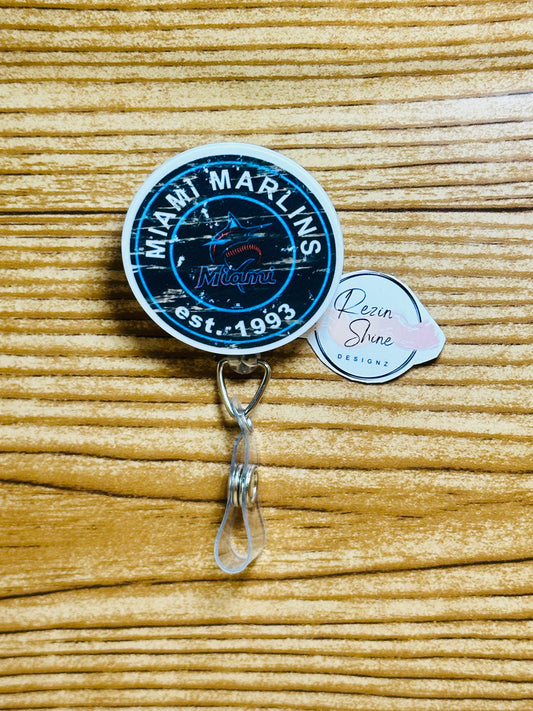 MIAMI MARLINS
Miami
est. 1993
Rezin
Shine
DESIGNZ